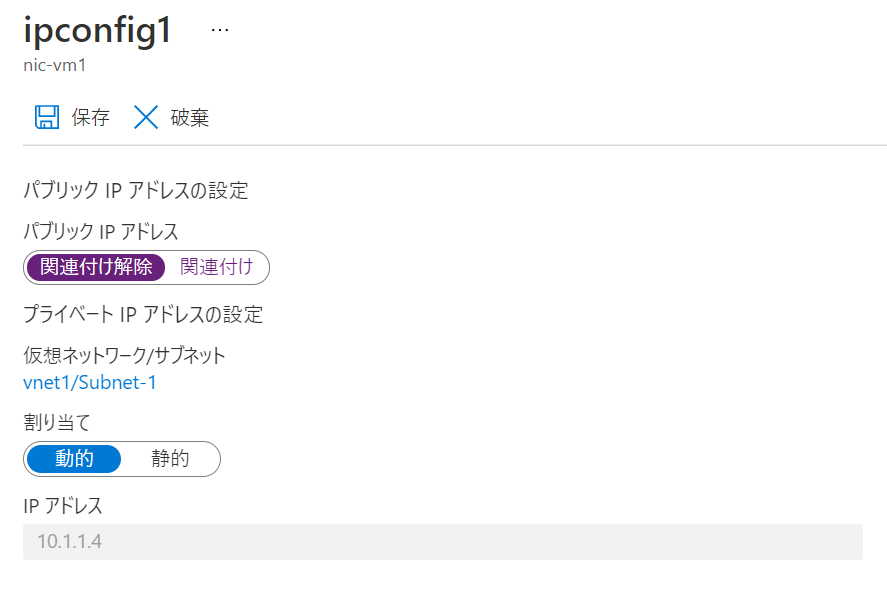 ipconfig1 ...
nic-vm1
保存 破棄
パブリック IP アドレスの設定
パブリック IP アドレス
関連付け解除 関連付け
プライベート IP アドレスの設定
仮想ネットワーク/サブネット
vnet1/Subnet-1
割り当て
動的 静的
IP アドレス
10.1.1.4